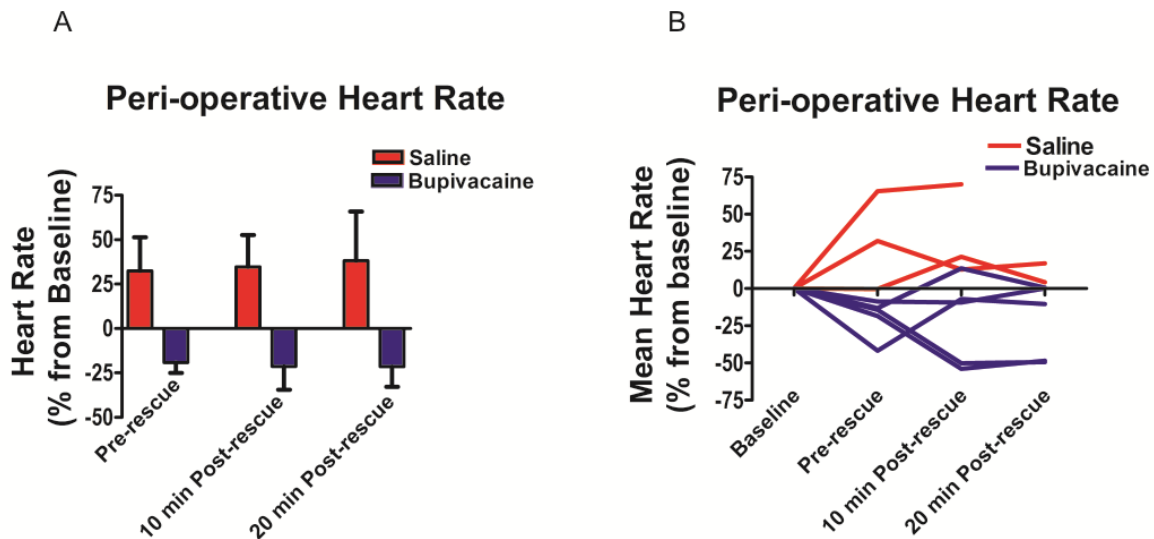 A
Peri-operative Heart Rate
Saline
Bupivacaine
Heart Rate
(% from Baseline)
75
50
25
0
-25
-50
Pre-rescue
10 min Post-rescue
20 min Post-rescue
B
Peri-operative Heart Rate
Saline
Bupivacaine
Mean Heart Rate
(% from baseline)
75
50
25
0
-25
-50
-75
Baseline
Pre-rescue
10 min Post-rescue
20 min Post-rescue